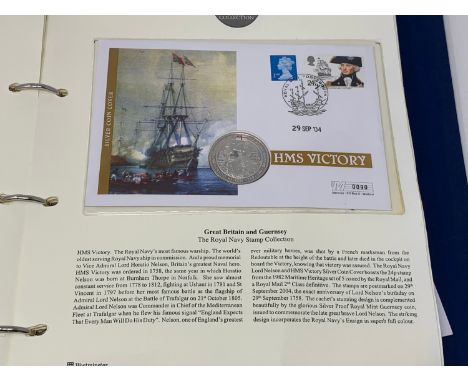 COLLECTION
SILVER COIN COVER
29 SEP '04
HMS VICTORY
0090
Great Britain and Guernsey
The Royal Navy Stamp Collection
HMS Victory. The Royal Navy's most famous warship. The world's
oldest serving Royal Navy ship in commission. And a proud memorial
to Vice Admiral Lord Horatio Nelson, Britain's greatest Naval hero.
HMS Victory was ordered in 1758, the same year in which Horatio
Nelson was born at Burnham Thorpe in Norfolk. She saw almost
constant service from 1778 to 1812, fighting at Ushant in 1781 and St
Vincent in 1797 before her most famous battle as the flagship of
Admiral Lord Nelson at the Battle of Trafalgar on 21st October 1805.
Admiral Lord Nelson was Commander in Chief of the Mediterranean
Fleet at Trafalgar when he flew his famous signal "England Expects
That Every Man Will Do His Duty". Nelson, one of England's greatest
ever military heroes, was shot by a French marksman from the
Redoutable at the height of the battle and later died in the cockpit on
board the Victory, knowing that victory was assured. The Royal Navy
Lord Nelson and HMS Victory Silver Coin Cover bears the 24p stamp
from the 1982 Maritime Heritage set of 5 issued by the Royal Mail, and
a Royal Mail 2nd Class definitive. The stamps are postmarked on 29th
September 2004, the exact anniversary of Lord Nelson's birthday on
29th September 1758. The cachet's stunning design is complemented
beautifully by the glorious Silver Proof Royal Mint Guernsey coin,
issued to commemorate the late great brave Lord Nelson. The striking
design incorporates the Royal Navy's Ensign in superb full colour.
Westminster